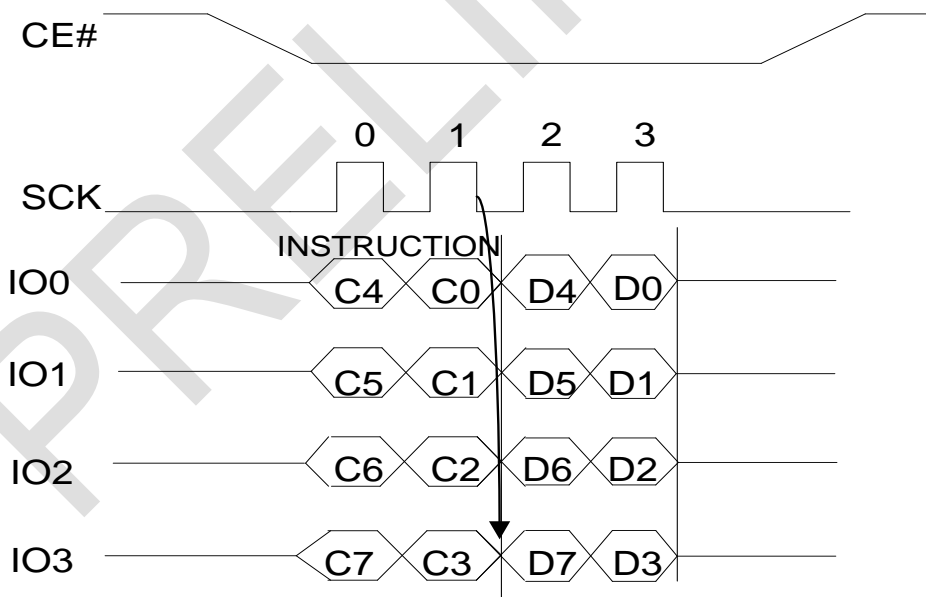 CE#
0 1 2 3
SCK
INSTRUCTION
IO0 C4 C0 D4 D0
IO1 C5 C1 D5 D1
IO2 C6 C2 D6 D2
IO3 C7 C3 D7 D3